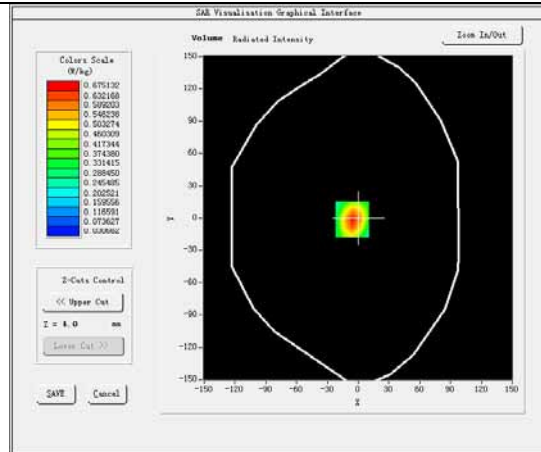 SAR Visualisation Graphical Interface
Volume Radiated Intensity
Zoom In/Out
Colors Scale
(W/kg)
0.675132
0.632168
0.589203
0.546238
0.503274
0.460309
0.417344
0.374380
0.331415
0.288450
0.245485
0.202521
0.159556
0.116591
0.073627
0.030662
150
120
90
60
30
0
-30
-60
-90
-120
-150
Y
-150 -120 -90 -60 -30 0 30 60 90 120 150
X
Z-Cuts Control
<< Upper Cut
Z = 4.0 mm
Lower Cut >>
SAVE Cancel